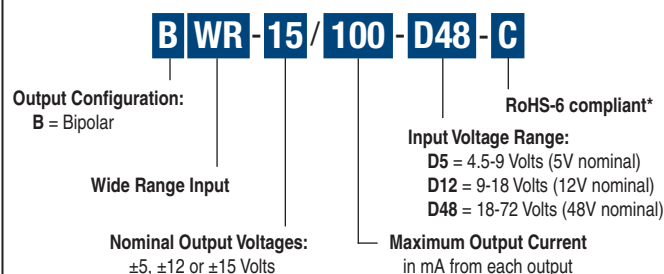 B WR - 15 / 100 - D48 - C
Output Configuration:
B = Bipolar
Wide Range Input
Nominal Output Voltages:
±5, ±12 or ±15 Volts
Maximum Output Current
in mA from each output
Input Voltage Range:
D5 = 4.5-9 Volts (5V nominal)
D12 = 9-18 Volts (12V nominal)
D48 = 18-72 Volts (48V nominal)
RoHS-6 compliant*